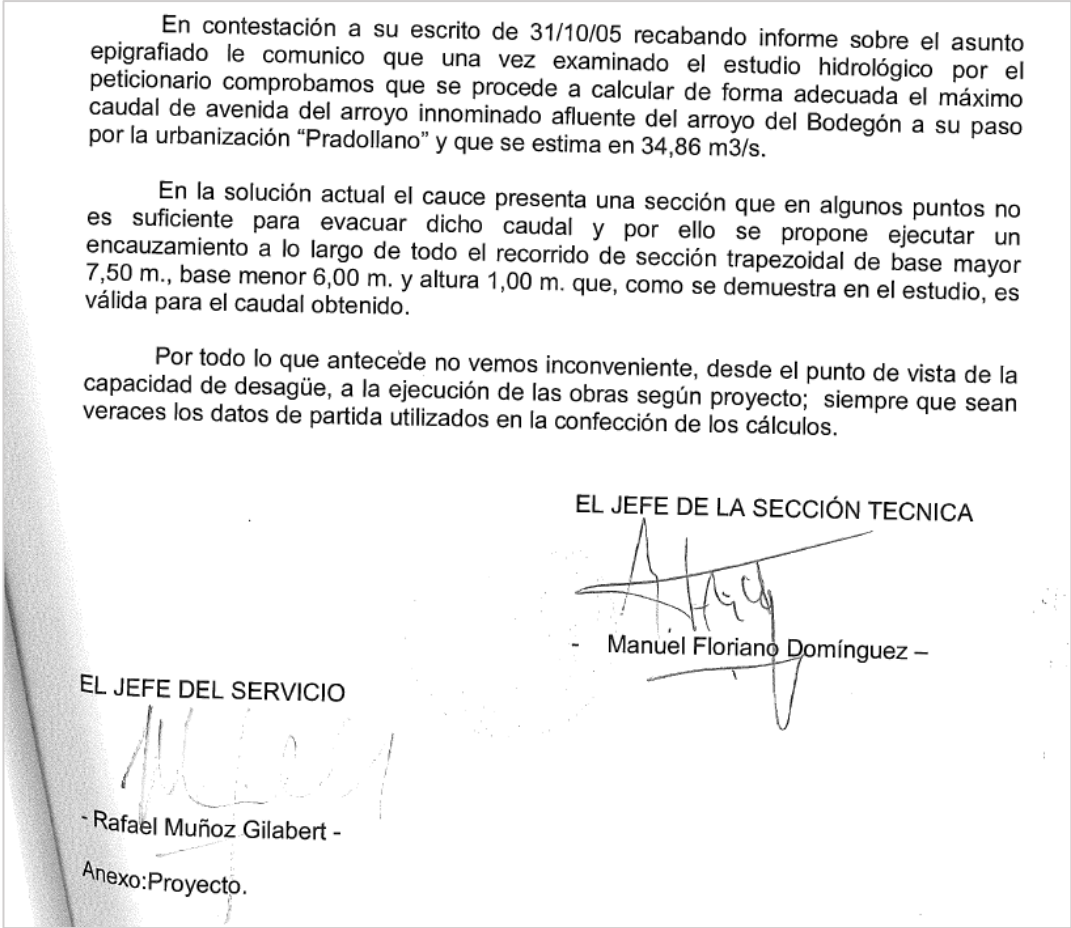 En contestación a su escrito de 31/10/05 recabando informe sobre el asunto
epigrafiado le comunico que una vez examinado el estudio hidrológico por el
peticionario comprobamos que se procede a calcular de forma adecuada el máximo
caudal de avenida del arroyo innominado afluente del arroyo del Bodegón a su paso
por la urbanización “Pradollano” y que se estima en 34,86 m3/s.
En la solución actual el cauce presenta una sección que en algunos puntos no
es suficiente para evacuar dicho caudal y por ello se propone ejecutar un
encauzamiento a lo largo de todo el recorrido de sección trapezoidal de base mayor
7,50 m., base menor 6,00 m. y altura 1,00 m. que, como se demuestra en el estudio, es
válida para el caudal obtenido.
Por todo lo que antecede no vemos inconveniente, desde el punto de vista de la
capacidad de desagüe, a la ejecución de las obras según proyecto; siempre que sean
veraces los datos de partida utilizados en la confección de los cálculos.
EL JEFE DE LA SECCIÓN TECNICA
- Manuel Floriano Domínguez –
EL JEFE DEL SERVICIO
- Rafael Muñoz Gilabert -
Anexo:Proyecto.